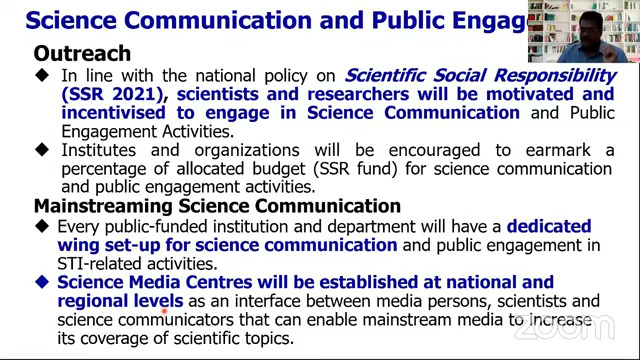 Science Communication and Public Engage
Outreach
◆ In line with the national policy on Scientific Social Responsibility
(SSR 2021), scientists and researchers will be motivated and
incentivised to engage in Science Communication and Public
Engagement Activities.
◆ Institutes and organizations will be encouraged to earmark a
percentage of allocated budget (SSR fund) for science communication
and public engagement activities.
Mainstreaming Science Communication
◆ Every public-funded institution and department will have a dedicated
wing set-up for science communication and public engagement in
STI-related activities.
◆ Science Media Centres will be established at national and
regional levels as an interface between media persons, scientists and
science communicators that can enable mainstream media to increase
its coverage of scientific topics.
zoom